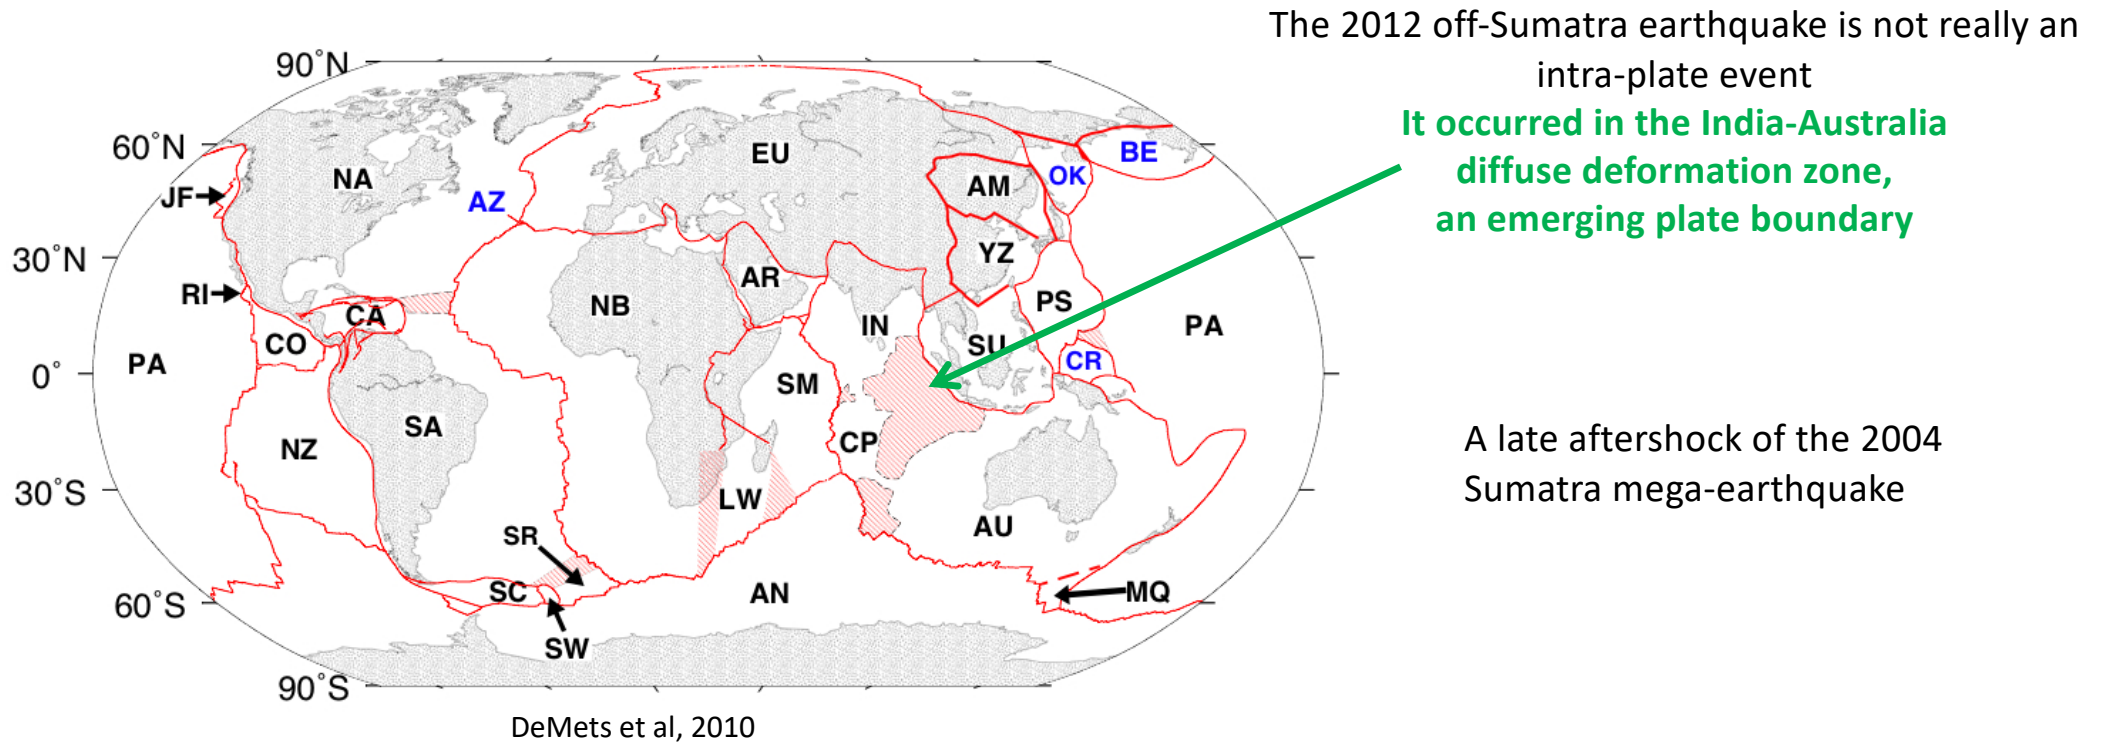 The 2012 off-Sumatra earthquake is not really an
intra-plate event
It occurred in the India-Australia
diffuse deformation zone,
an emerging plate boundary
90°N
60°N
30°N
0°
30°S
60°S
90°S
JF
NA
AZ
EU
AM
OK
BE
YZ
RI
CA
CO
NB
AR
IN
SU
PS
CR
PA
PA
SM
CP
NZ
SA
LW
AU
SR
SC
SW
AN
MQ
A late aftershock of the 2004
Sumatra mega-earthquake
DeMets et al, 2010